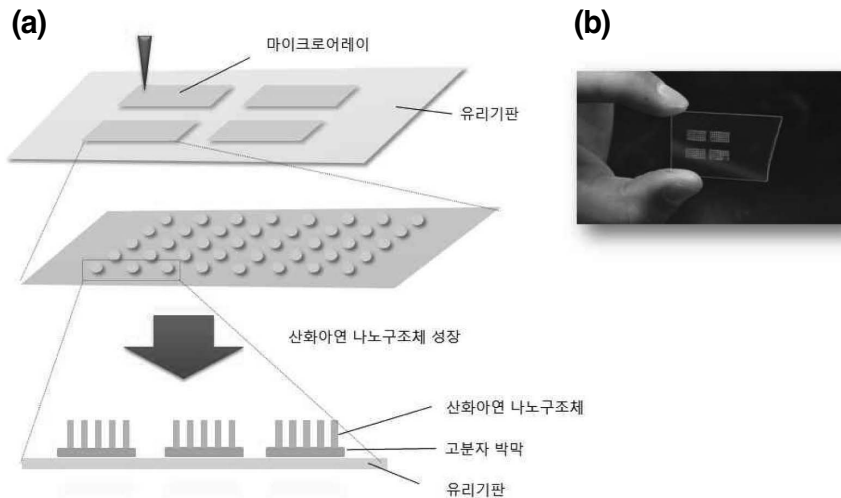 (a)
(b)
마이크로어레이
유리기판
산화아연 나노구조체 성장
산화아연 나노구조체
고분자 박막
유리기판